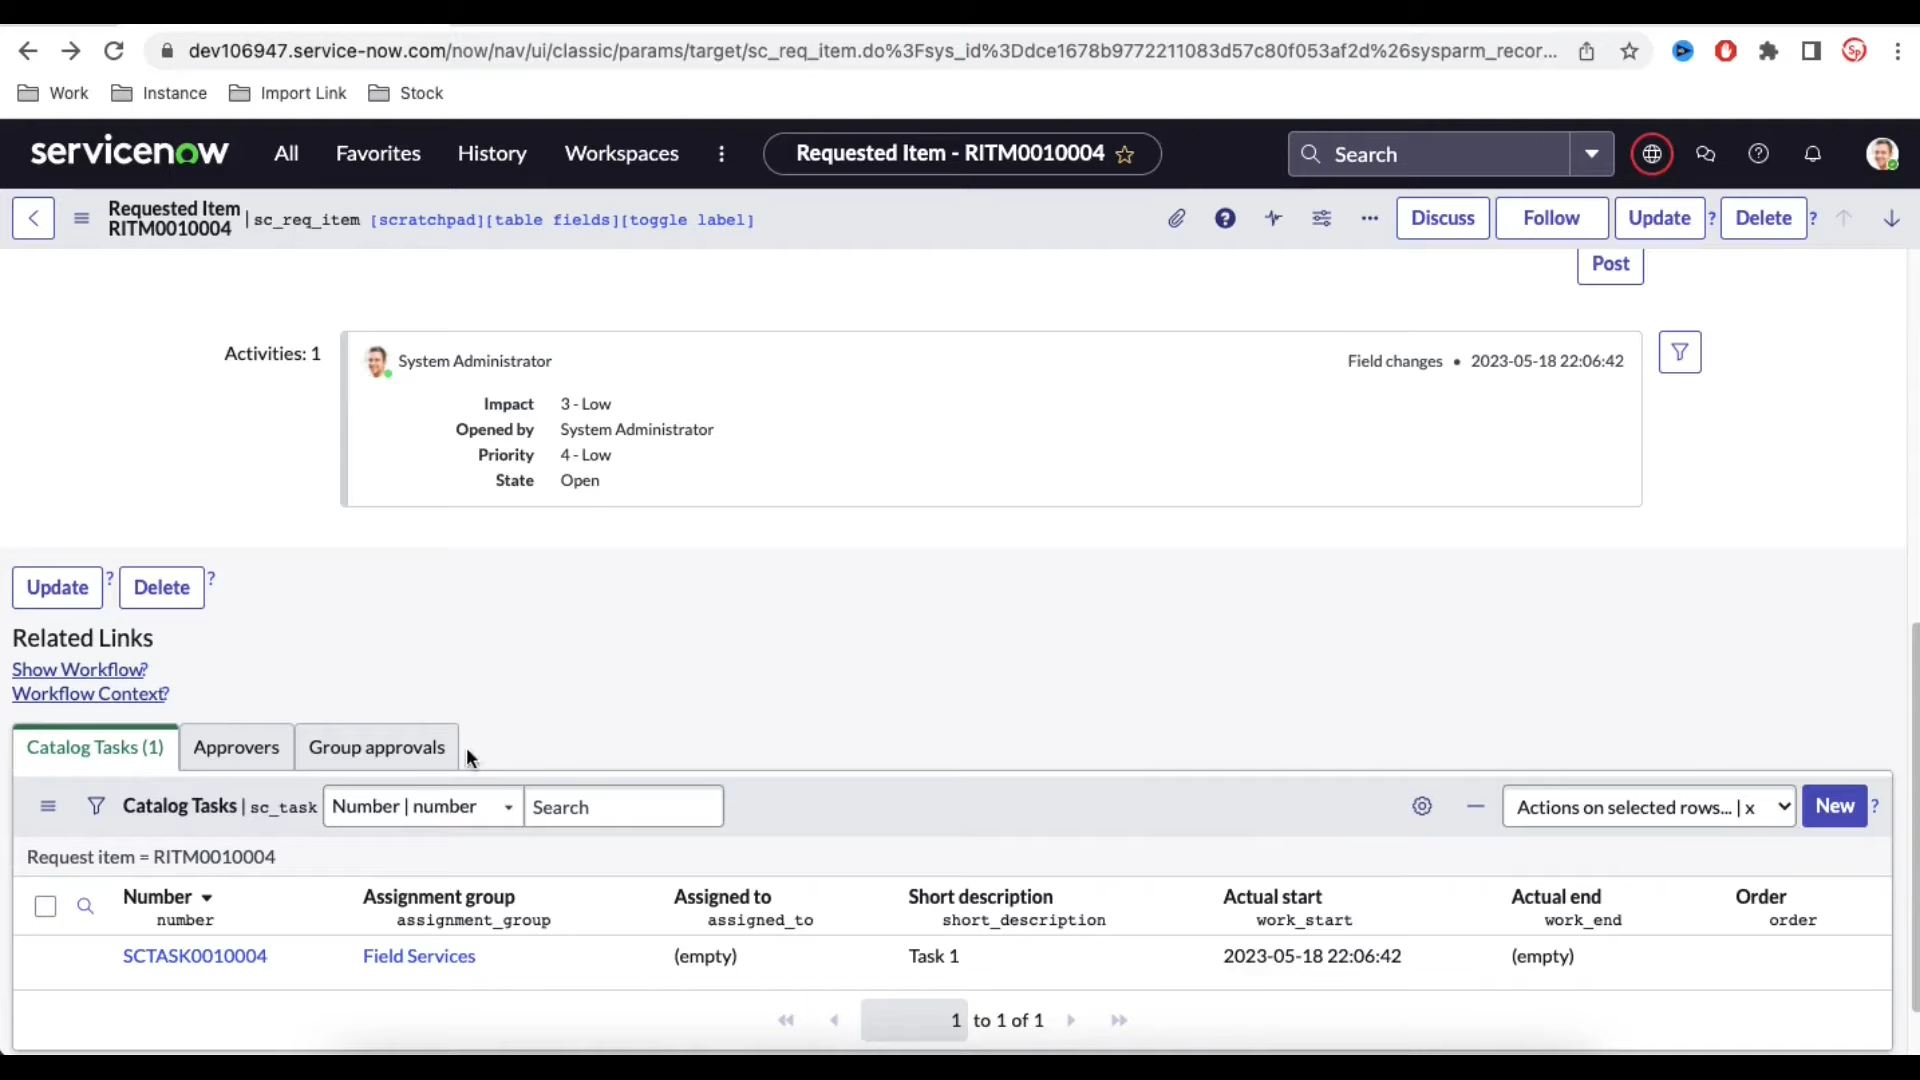 dev106947.service-now.com/now/nav/ui/classic/params/target/sc_req_item.do%3Fsys_id%3Ddce1678b9772211083d57c80f053af2d%26sysparm_recor...
Sp
Work Instance Import Link Stock
servicenow All Favorites History Workspaces Requested Item - RITM0010004 Search
Requested Item
RITM0010004 | sc_req_item [scratchpad][table fields][toggle label] ? ... Discuss Follow Update ? Delete ?
Post
Activities: 1 System Administrator Field changes • 2023-05-18 22:06:42
Impact 3 - Low
Opened by System Administrator
Priority 4 - Low
State Open
Update ? Delete ?
Related Links
Show Workflow?
Workflow Context?
Catalog Tasks (1) Approvers Group approvals
Catalog Tasks | sc_task Number | number Search Actions on selected rows... | x New ?
Request item = RITM0010004
Number Assignment group Assigned to Short description Actual start Actual end Order
number assignment_group assigned_to short_description work_start work_end order
SCTASK0010004 Field Services (empty) Task 1 2023-05-18 22:06:42 (empty)
1 to 1 of 1